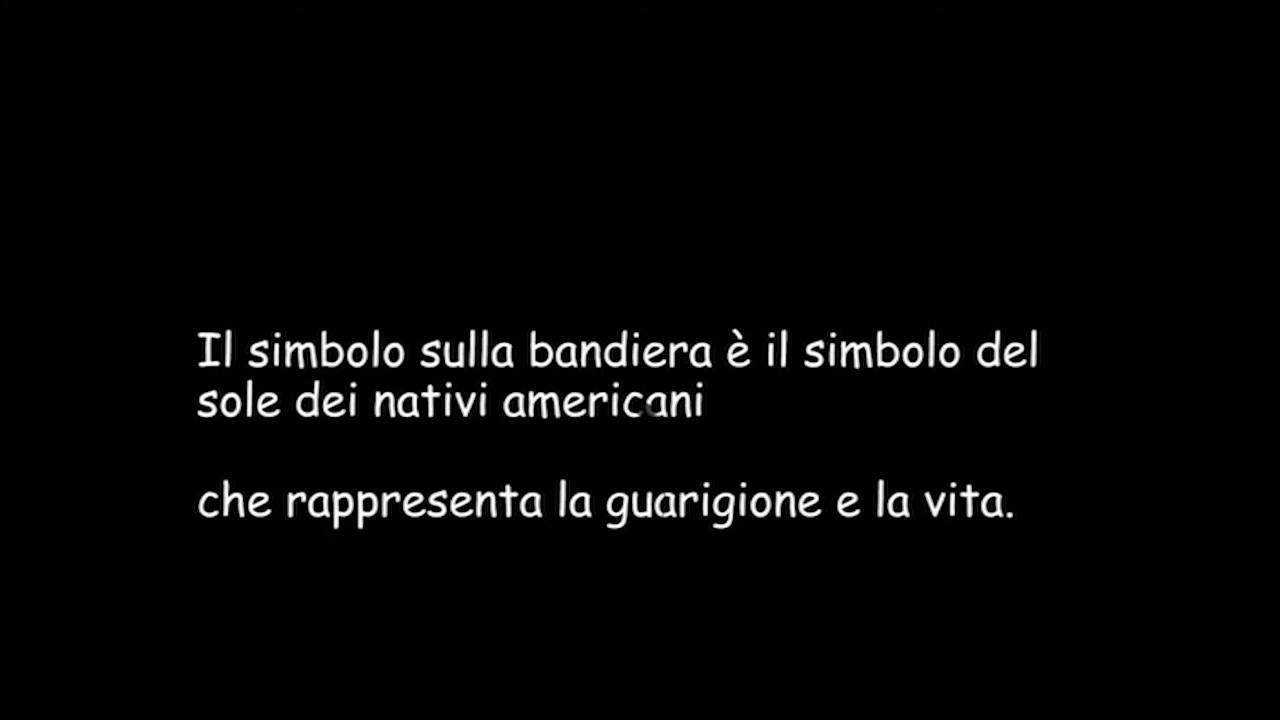 Il simbolo sulla bandiera è il simbolo del
sole dei nativi americani
che rappresenta la guarigione e la vita.